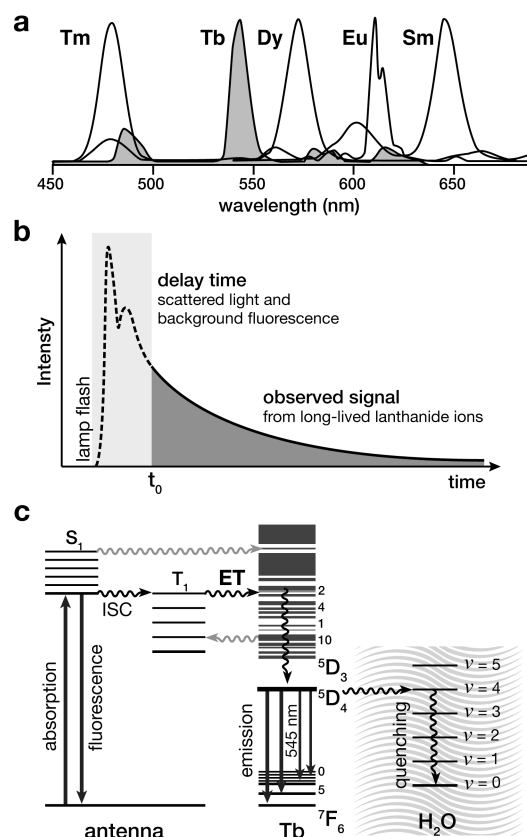 a
Tm
Tb
Dy
Eu
Sm
450
500
550
600
650
wavelength (nm)
b
Intensty
lamp flash
delay time
scattered light and
background fluorescence
observed signal
from long-lived lanthanide ions
t₀
time
c
S₁
T₁
ET
ISC
absorption
fluorescence
antenna
2
4
1
10
⁵D₃
⁵D₄
emission
545 nm
0
5
⁷F₆
Tb
quenching
v = 5
v = 4
v = 3
v = 2
v = 1
v = 0
H₂O